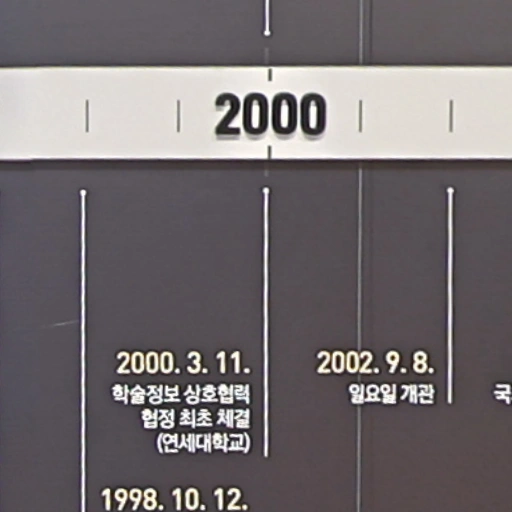 2000
2000. 3. 11.
학술정보 상호협력
협정 최초 체결
(연세대학교)
2002. 9. 8.
일요일 개관
국
1998. 10. 12.